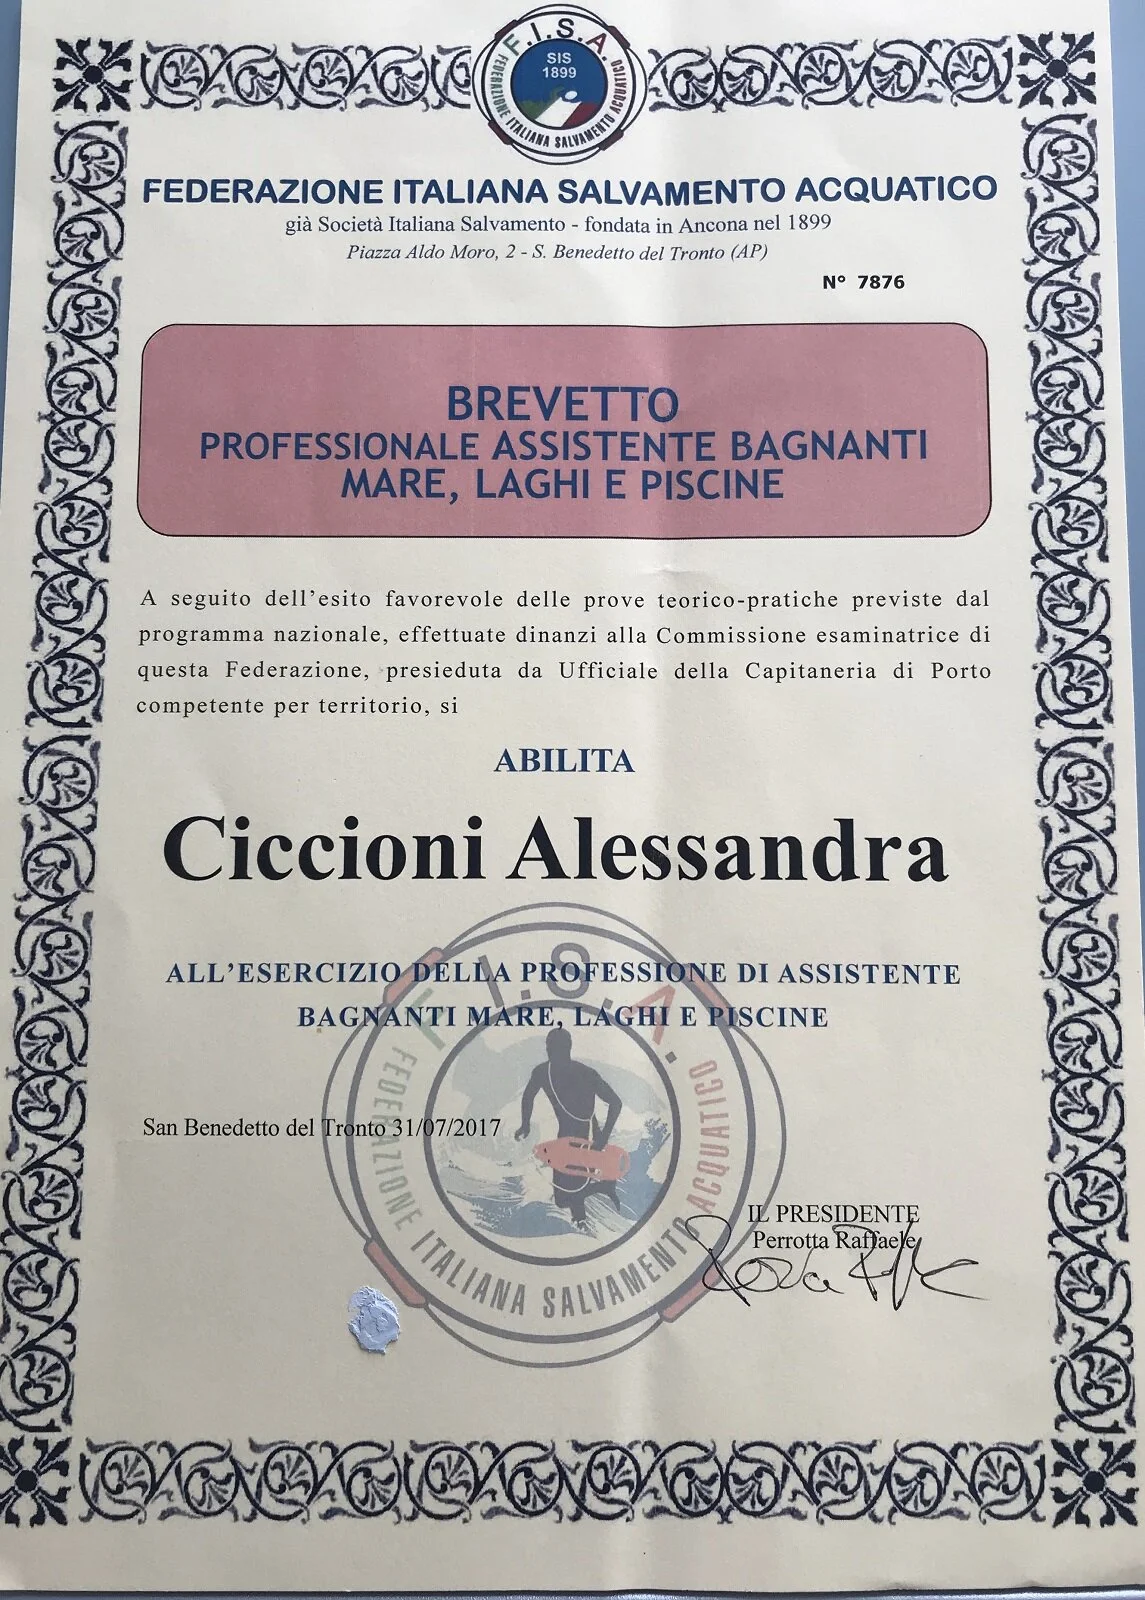 F.I.S.A.
SIS
1899
FEDERAZIONE ITALIANA SALVAMENTO ACQUATICO
FEDERAZIONE ITALIANA SALVAMENTO ACQUATICO
già Società Italiana Salvamento - fondata in Ancona nel 1899
Piazza Aldo Moro, 2 - S. Benedetto del Tronto (AP)
N° 7876
BREVETTO
PROFESSIONALE ASSISTENTE BAGNANTI
MARE, LAGHI E PISCINE
A seguito dell'esito favorevole delle prove teorico-pratiche previste dal
programma nazionale, effettuate dinanzi alla Commissione esaminatrice di
questa Federazione, presieduta da Ufficiale della Capitaneria di Porto
competente per territorio, si
ABILITA
Ciccioni Alessandra
ALL'ESERCIZIO DELLA PROFESSIONE DI ASSISTENTE
BAGNANTI MARE, LAGHI E PISCINE
F.I.S.A.
FEDERAZIONE ITALIANA SALVAMENTO ACQUATICO
San Benedetto del Tronto 31/07/2017
IL PRESIDENTE
Perrotta Raffaele